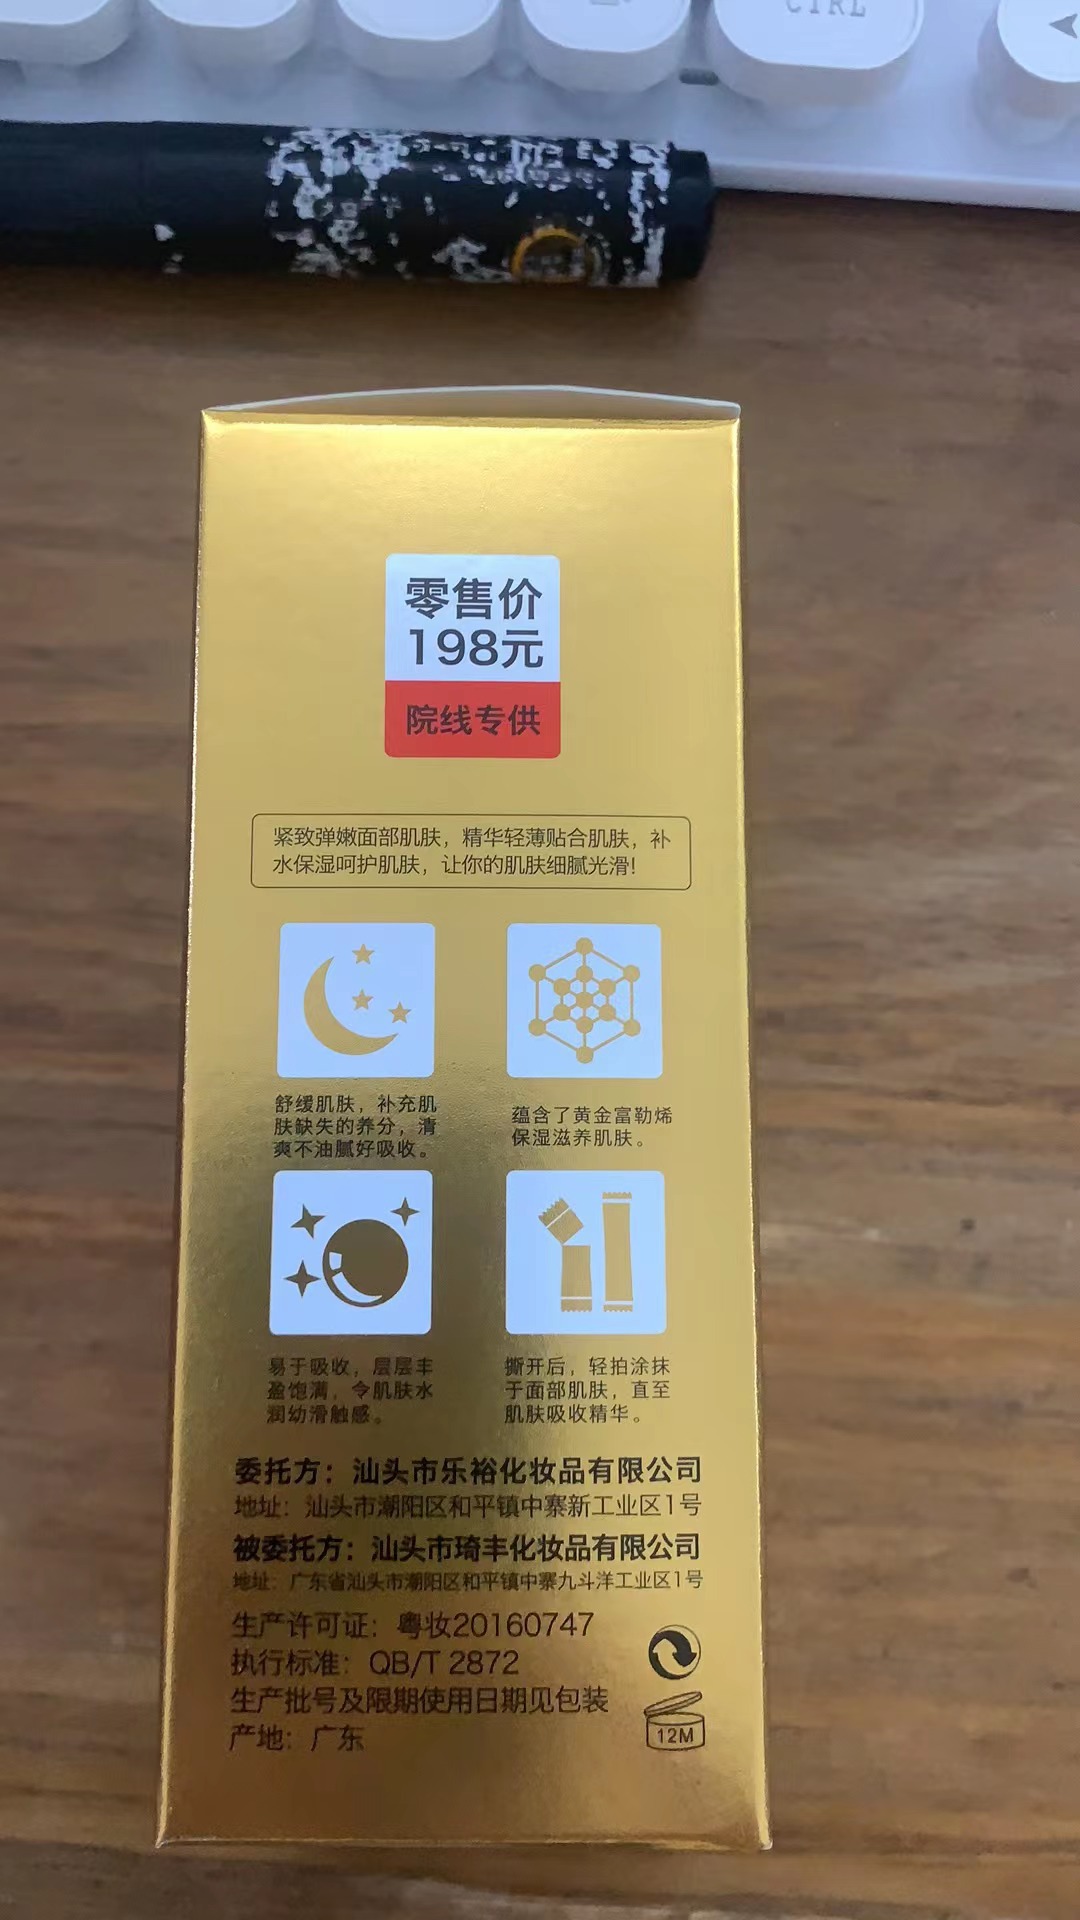 CTRL
零售价
198元
院线专供
紧致弹嫩面部肌肤，精华轻薄贴合肌肤，补
水保湿呵护肌肤，让你的肌肤细腻光滑!
舒缓肌肤，补充肌
肤缺失的养分，清
爽不油腻好吸收。
蕴含了黄金富勒烯
保湿滋养肌肤。
易于吸收，层层丰
盈饱满，令肌肤水
润幼滑触感。
撕开后，轻拍涂抹
于面部肌肤，直至
肌肤吸收精华。
委托方：汕头市乐裕化妆品有限公司
地址：汕头市潮阳区和平镇中寨新工业区1号
被委托方：汕头市琦丰化妆品有限公司
地址：广东省汕头市潮阳区和平镇中寨九斗洋工业区1号
生产许可证：粤妆20160747
执行标准：QB/T 2872
生产批号及限期使用日期见包装
产地：广东
12M